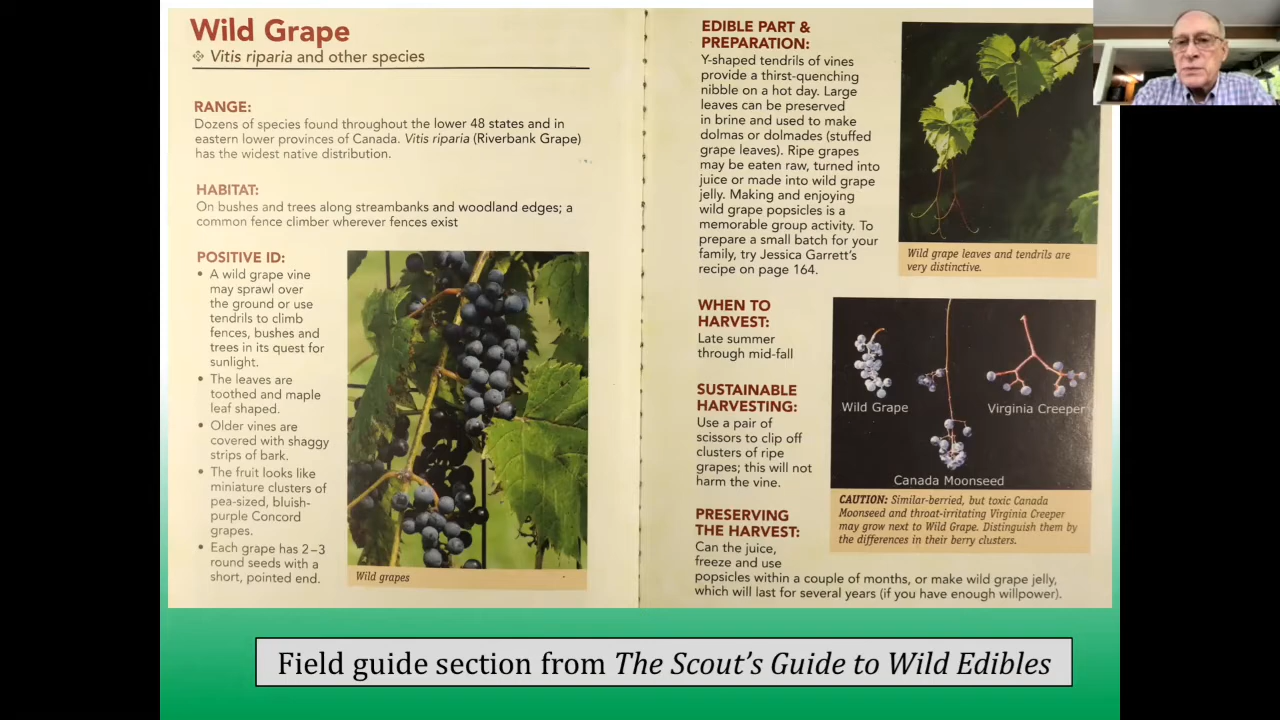 Wild Grape
❖ Vitis riparia and other species
RANGE:
Dozens of species found throughout the lower 48 states and in
eastern lower provinces of Canada. Vitis riparia (Riverbank Grape)
has the widest native distribution.
HABITAT:
On bushes and trees along streambanks and woodland edges; a
common fence climber wherever fences exist
POSITIVE ID:
• A wild grape vine
may sprawl over
the ground or use
tendrils to climb
fences, bushes and
trees in its quest for
sunlight.
• The leaves are
toothed and maple
leaf shaped.
• Older vines are
covered with shaggy
strips of bark.
• The fruit looks like
miniature clusters of
pea-sized, bluish-
purple Concord
grapes.
• Each grape has 2–3
round seeds with a
short, pointed end.
Wild grapes
EDIBLE PART &
PREPARATION:
Y-shaped tendrils of vines
provide a thirst-quenching
nibble on a hot day. Large
leaves can be preserved
in brine and used to make
dolmas or dolmades (stuffed
grape leaves). Ripe grapes
may be eaten raw, turned into
juice or made into wild grape
jelly. Making and enjoying
wild grape popsicles is a
memorable group activity. To
prepare a small batch for your
family, try Jessica Garrett's
recipe on page 164.
Wild grape leaves and tendrils are
very distinctive.
WHEN TO
HARVEST:
Late summer
through mid-fall
SUSTAINABLE
HARVESTING:
Use a pair of
scissors to clip off
clusters of ripe
grapes; this will not
harm the vine.
Wild Grape
Virginia Creeper
Canada Moonseed
CAUTION: Similar-berried, but toxic Canada
Moonseed and throat-irritating Virginia Creeper
may grow next to Wild Grape. Distinguish them by
the differences in their berry clusters.
PRESERVING
THE HARVEST:
Can the juice,
freeze and use
popsicles within a couple of months, or make wild grape jelly,
which will last for several years (if you have enough willpower).
Field guide section from The Scout's Guide to Wild Edibles